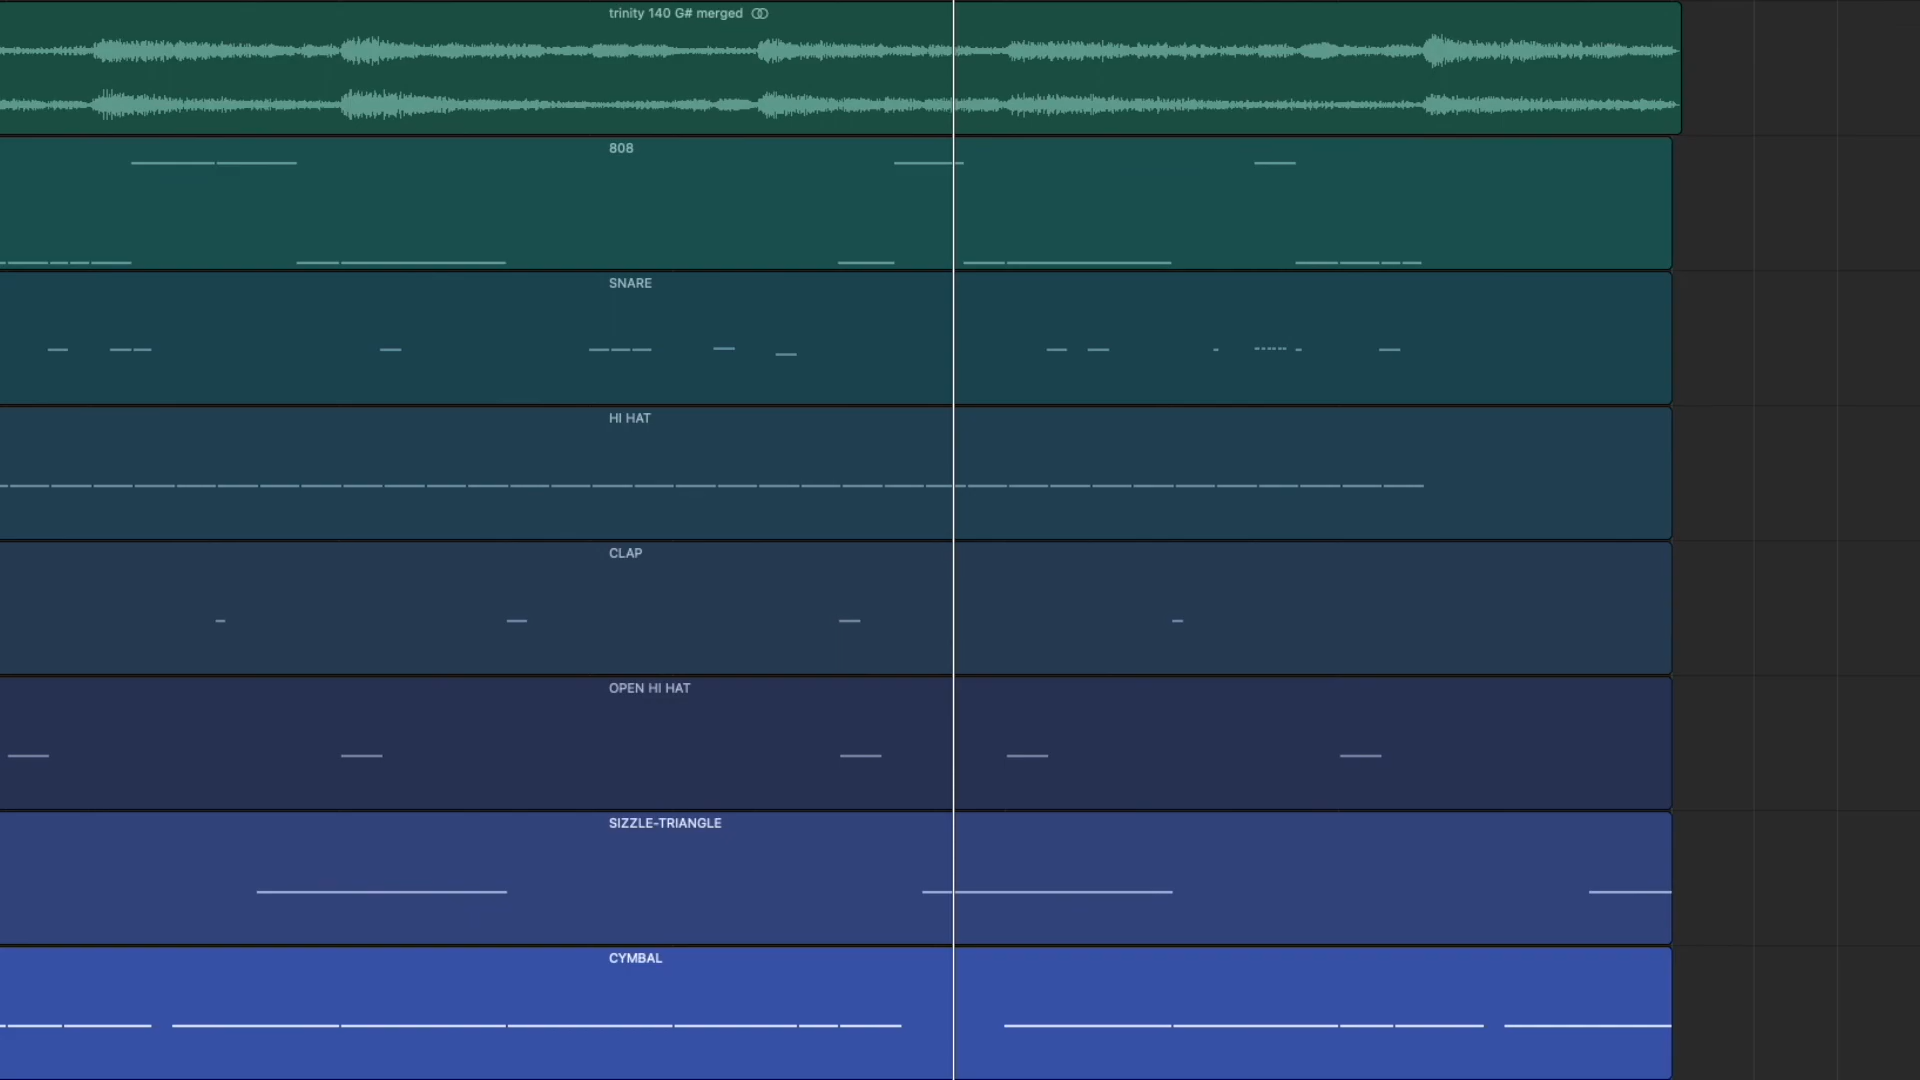 trinity 140 G# merged
808
SNARE
HI HAT
CLAP
OPEN HI HAT
SIZZLE-TRIANGLE
CYMBAL